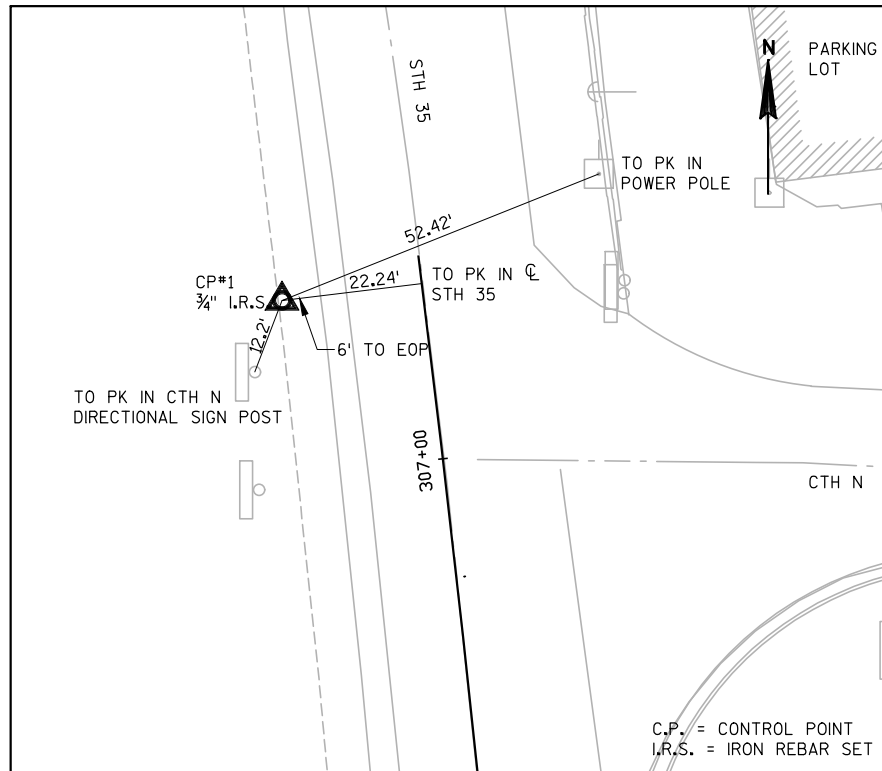 N
PARKING
LOT
STH 35
TO PK IN
POWER POLE
52.42'
CP#1
¾" I.R.S.
22.24'
TO PK IN ℄
STH 35
12.2'
6' TO EOP
TO PK IN CTH N
DIRECTIONAL SIGN POST
307+00
CTH N
C.P. = CONTROL POINT
I.R.S. = IRON REBAR SET